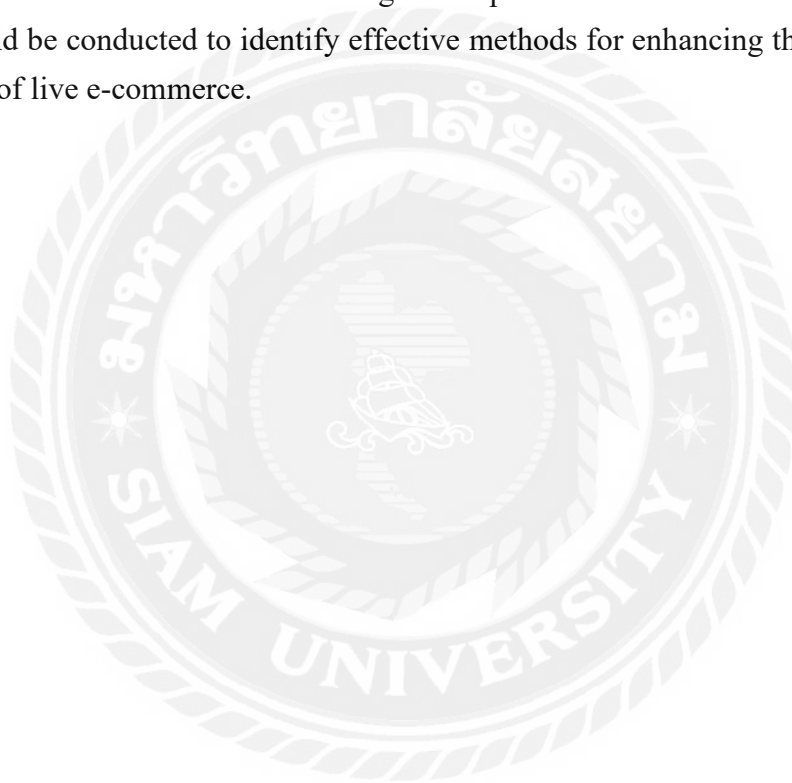 d be conducted to identify effective methods for enhancing th
of live e-commerce.
มหาวิทยาลัยสยาม
SIAM UNIVERSITY